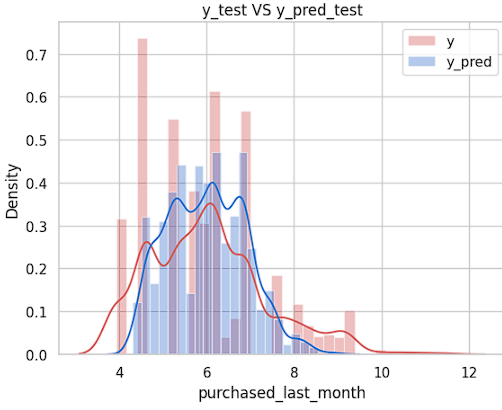 y_test VS y_pred_test
y
y_pred
Density
0.7
0.6
0.5
0.4
0.3
0.2
0.1
0.0
4 6 8 10 12
purchased_last_month